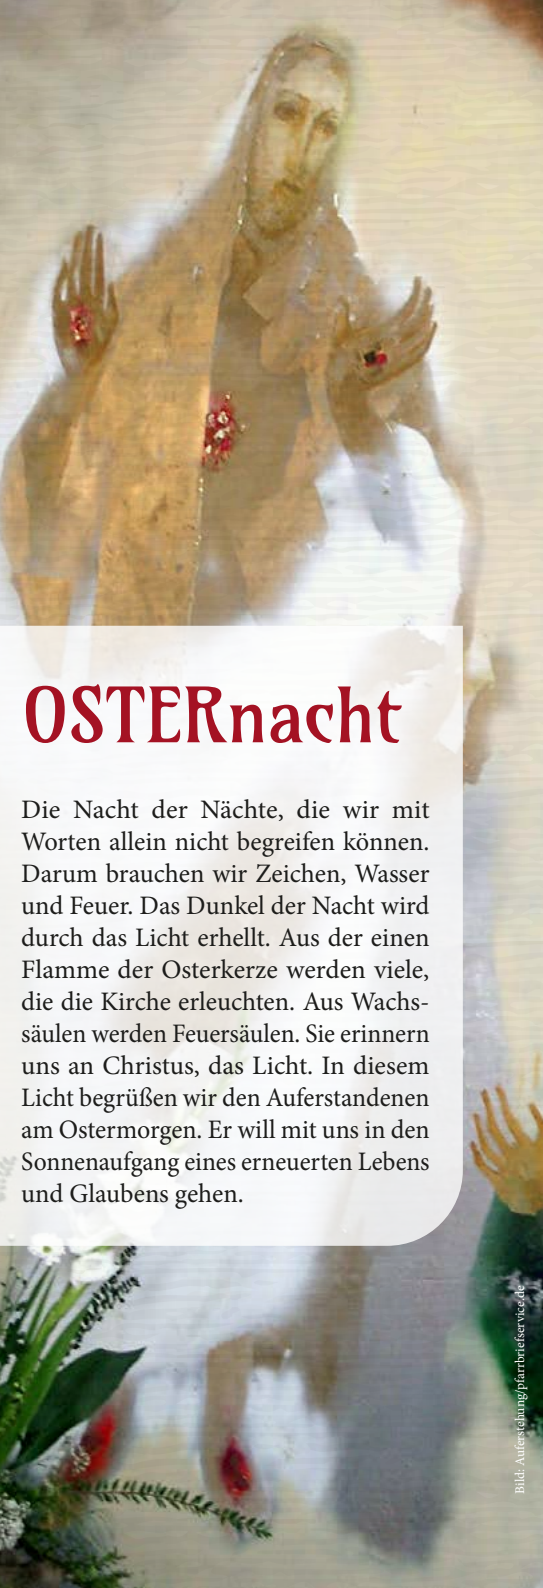 OSTERnacht
Die Nacht der Nächte, die wir mit
Worten allein nicht begreifen können.
Darum brauchen wir Zeichen, Wasser
und Feuer. Das Dunkel der Nacht wird
durch das Licht erhellt. Aus der einen
Flamme der Osterkerze werden viele,
die die Kirche erleuchten. Aus Wachs-
säulen werden Feuersäulen. Sie erinnern
uns an Christus, das Licht. In diesem
Licht begrüßen wir den Auferstandenen
am Ostermorgen. Er will mit uns in den
Sonnenaufgang eines erneuerten Lebens
und Glaubens gehen.
Bild: Auferstehung/pfarrbriefservice.de